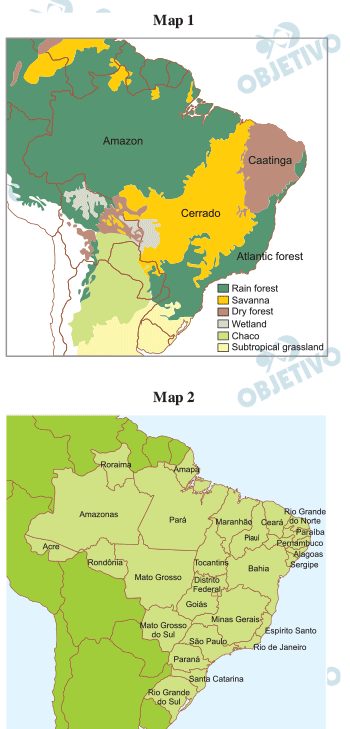 Map 1
OBJETIVO
Amazon
Caatinga
Cerrado
Atlantic forest
Rain forest
Savanna
Dry forest
Wetland
Chaco
Subtropical grassland
OBJETIVO
Map 2
Roraima
Amapá
Amazonas
Pará
Maranhão
Ceará
Rio Grande
do Norte
Paraíba
Piauí
Pernambuco
Acre
Alagoas
Rondônia
Tocantins
Bahia
Sergipe
Mato Grosso
Distrito
Federal
Goiás
Minas Gerais
Mato Grosso
do Sul
Espírito Santo
São Paulo
Rio de Janeiro
Paraná
Santa Catarina
Rio Grande
do Sul